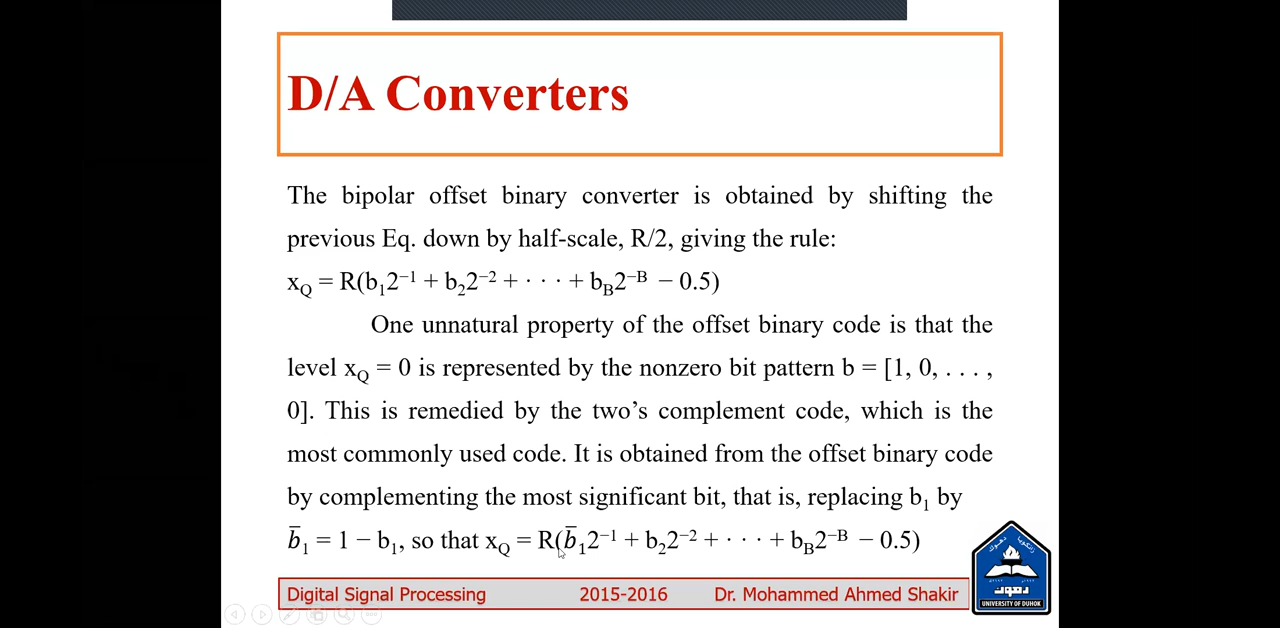 D/A Converters
The bipolar offset binary converter is obtained by shifting the
previous Eq. down by half-scale, R/2, giving the rule:
x_Q = R(b₁2⁻¹ + b₂2⁻² + · · · + b_B2⁻ᴮ − 0.5)
One unnatural property of the offset binary code is that the
level x_Q = 0 is represented by the nonzero bit pattern b = [1, 0, . . . ,
0]. This is remedied by the two’s complement code, which is the
most commonly used code. It is obtained from the offset binary code
by complementing the most significant bit, that is, replacing b₁ by
b̅₁ = 1 − b₁, so that x_Q = R(b̅₁2⁻¹ + b₂2⁻² + · · · + b_B2⁻ᴮ − 0.5)
Digital Signal Processing 2015-2016 Dr. Mohammed Ahmed Shakir
UNIVERSITY OF DUHOK